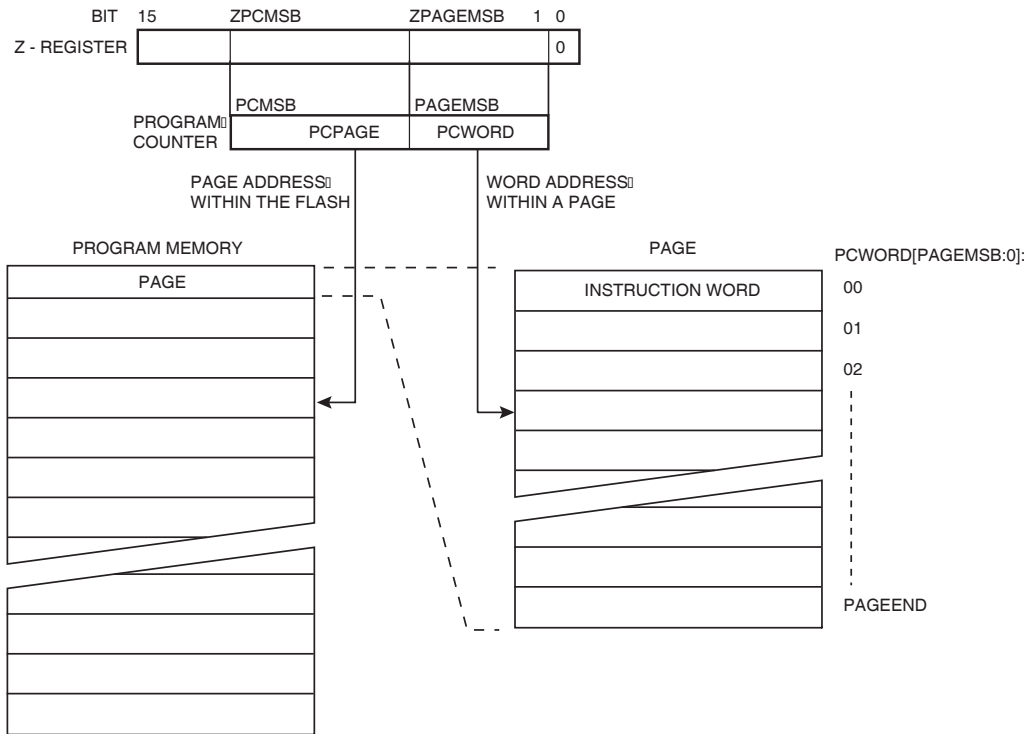 BIT 15 ZPCMSB ZPAGEMSB 1 0
Z - REGISTER 0
PCMSB PAGEMSB
PROGRAM
COUNTER
PCPAGE PCWORD
PAGE ADDRESS
WITHIN THE FLASH
WORD ADDRESS
WITHIN A PAGE
PROGRAM MEMORY
PAGE
PAGE
PCWORD[PAGEMSB:0]:
INSTRUCTION WORD
00
01
02
PAGEEND